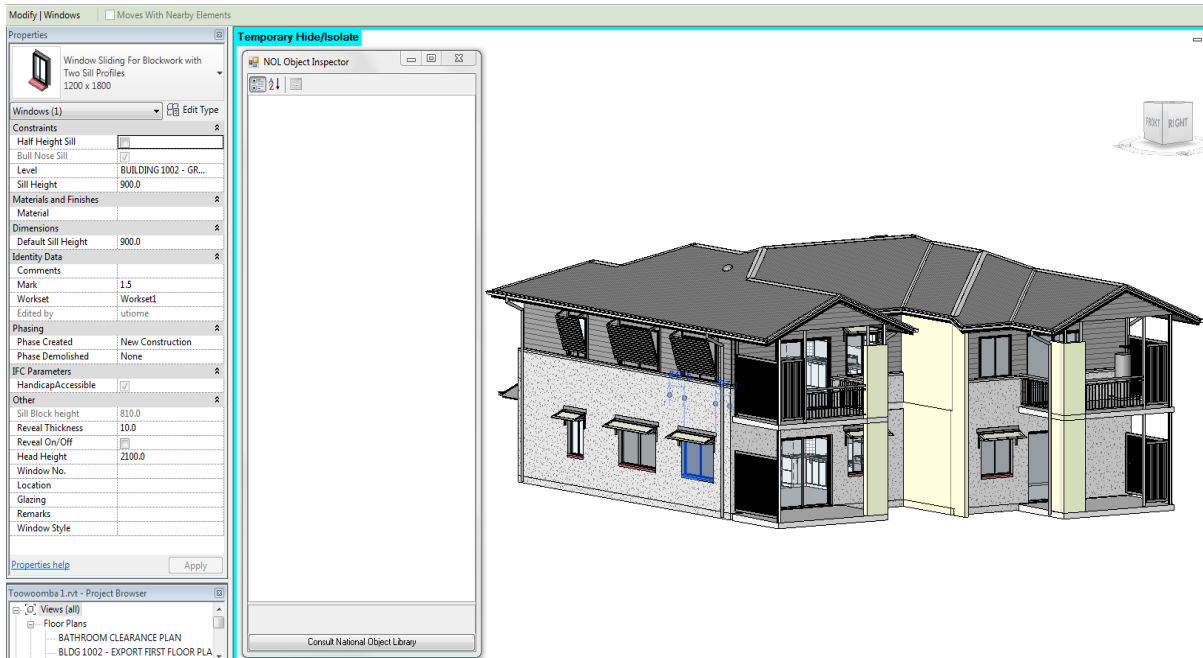 Modify | Windows
Moves With Nearby Elements
Properties
Window Sliding For Blockwork with
Two Sill Profiles
1200 x 1800
Windows (1)
Edit Type
Constraints
Half Height Sill
Bull Nose Sill
Level BUILDING 1002 - GR...
Sill Height 900.0
Materials and Finishes
Material
Dimensions
Default Sill Height 900.0
Identity Data
Comments
Mark 1.5
Workset Workset1
Edited by utiome
Phasing
Phase Created New Construction
Phase Demolished None
IFC Parameters
HandicapAccessible
Other
Sill Block height 810.0
Reveal Thickness 10.0
Reveal On/Off
Head Height 2100.0
Window No.
Location
Glazing
Remarks
Window Style
Properties help
Apply
Toowoomba 1.rvt - Project Browser
Views (all)
Floor Plans
BATHROOM CLEARANCE PLAN
BLDG 1002 - EXPORT FIRST FLOOR PLA
Temporary Hide/Isolate
NOL Object Inspector
Consult National Object Library
FRONT
RIGHT